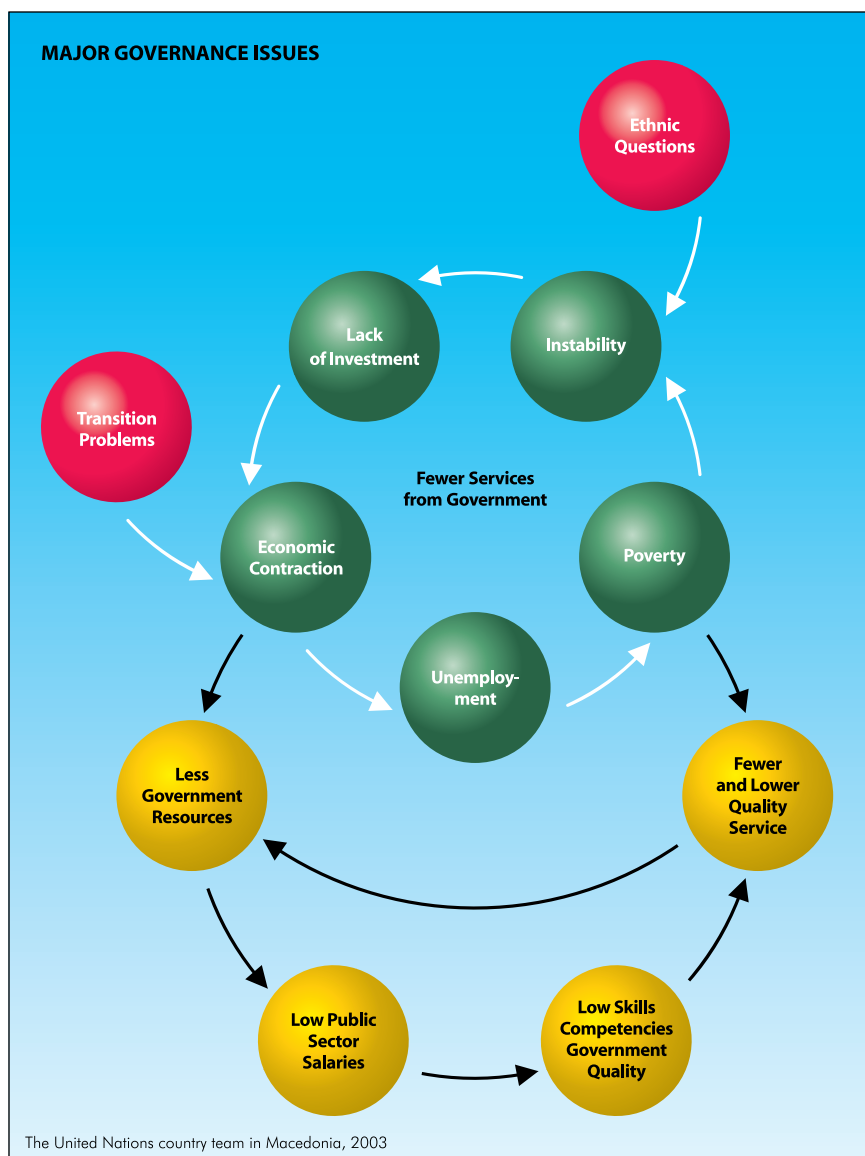 MAJOR GOVERNANCE ISSUES
Ethnic
Questions
Lack
of Investment
Instability
Transition
Problems
Fewer Services
from Government
Economic
Contraction
Poverty
Unemploy-
ment
Less
Government
Resources
Fewer
and Lower
Quality
Service
Low Public
Sector
Salaries
Low Skills
Competencies
Government
Quality
The United Nations country team in Macedonia, 2003